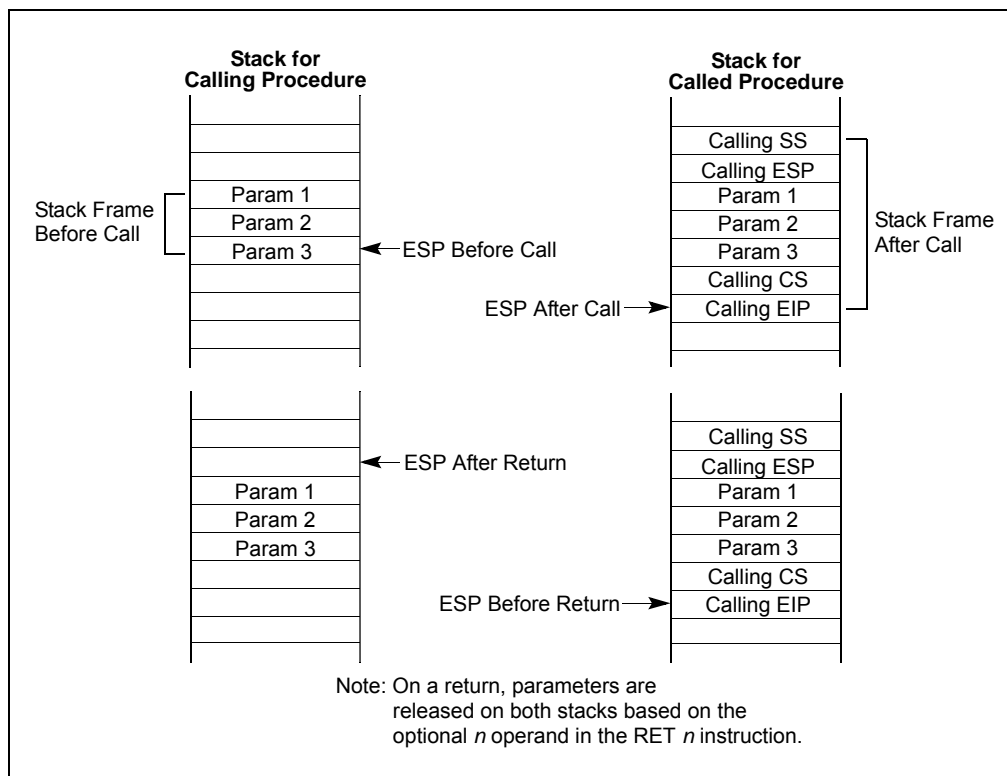 Stack for
Calling Procedure
Stack for
Called Procedure
Stack Frame
Before Call
Param 1
Param 2
Param 3
ESP Before Call
ESP After Call
Calling SS
Calling ESP
Param 1
Param 2
Param 3
Calling CS
Calling EIP
Stack Frame
After Call
ESP After Return
Param 1
Param 2
Param 3
ESP Before Return
Calling SS
Calling ESP
Param 1
Param 2
Param 3
Calling CS
Calling EIP
Note: On a return, parameters are
released on both stacks based on the
optional n operand in the RET n instruction.